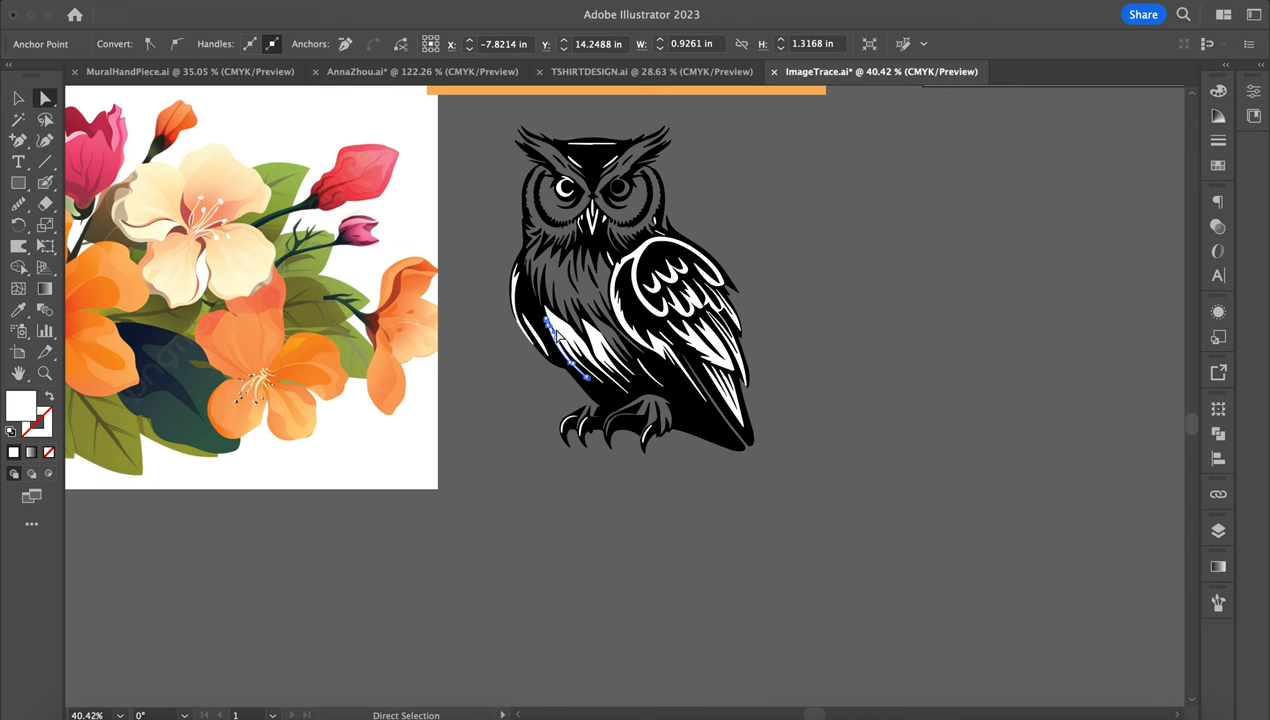 Adobe Illustrator 2023
Share
Anchor Point
Convert:
Handles:
Anchors:
X: -7.8214 in
Y: 14.2488 in
W: 0.9261 in
H: 1.3168 in
MuralHandPiece.ai @ 35.05 % (CMYK/Preview)
AnnaZhou.ai* @ 122.26 % (CMYK/Preview)
TSHIRTDESIGN.ai @ 28.63 % (CMYK/Preview)
ImageTrace.ai* @ 40.42 % (CMYK/Preview)
40.42%
0°
1
Direct Selection